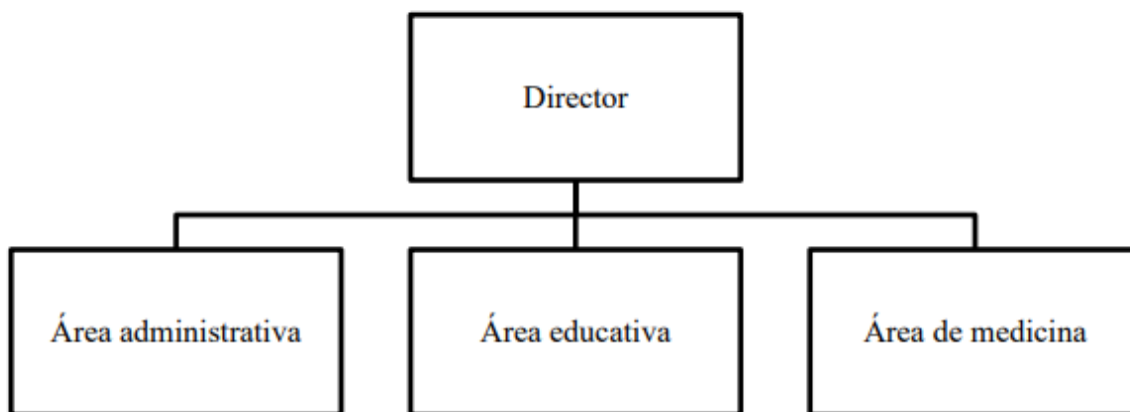 Director
Área administrativa
Área educativa
Área de medicina